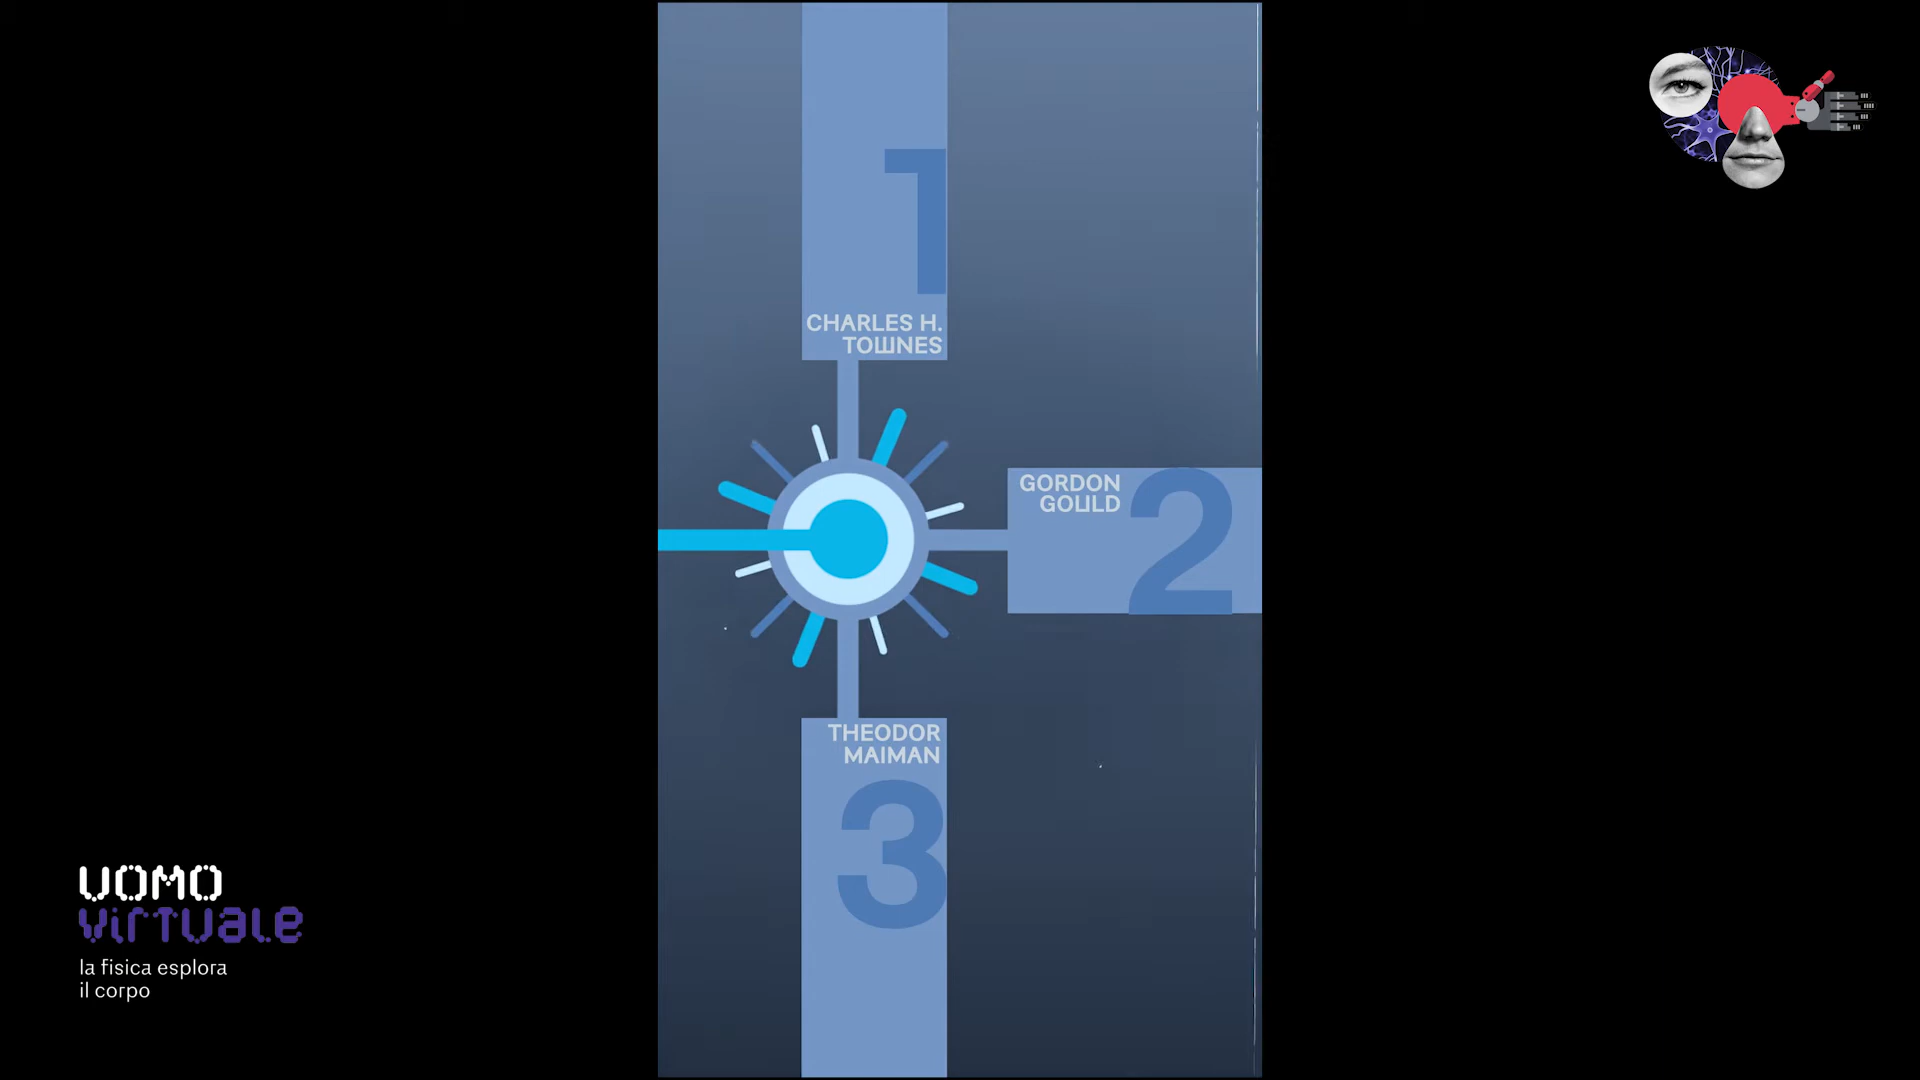 1
CHARLES H.
TOWNES
GORDON
GOULD
2
THEODOR
MAIMAN
3
UOMO
VIRTUALE
la fisica esplora
il corpo